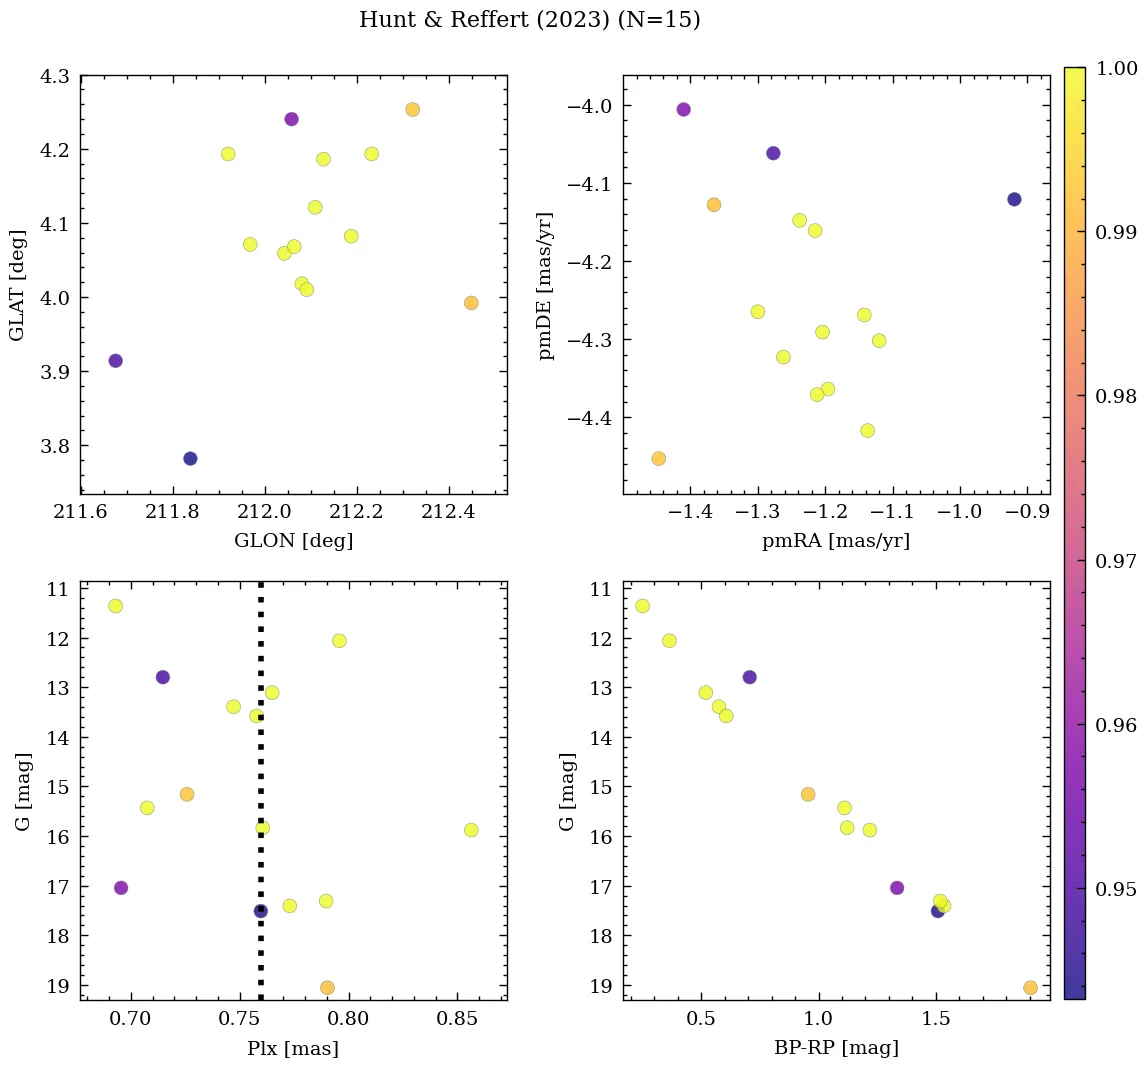 Hunt & Reffert (2023) (N=15)
4.3
4.2
4.1
4.0
3.9
3.8
GLAT [deg]
211.6 211.8 212.0 212.2 212.4
GLON [deg]
−4.0
−4.1
−4.2
−4.3
−4.4
pmDE [mas/yr]
−1.4 −1.3 −1.2 −1.1 −1.0 −0.9
pmRA [mas/yr]
1.00
0.99
0.98
0.97
0.96
0.95
11
12
13
14
15
16
17
18
19
G [mag]
0.70 0.75 0.80 0.85
Plx [mas]
11
12
13
14
15
16
17
18
19
G [mag]
0.5 1.0 1.5
BP-RP [mag]